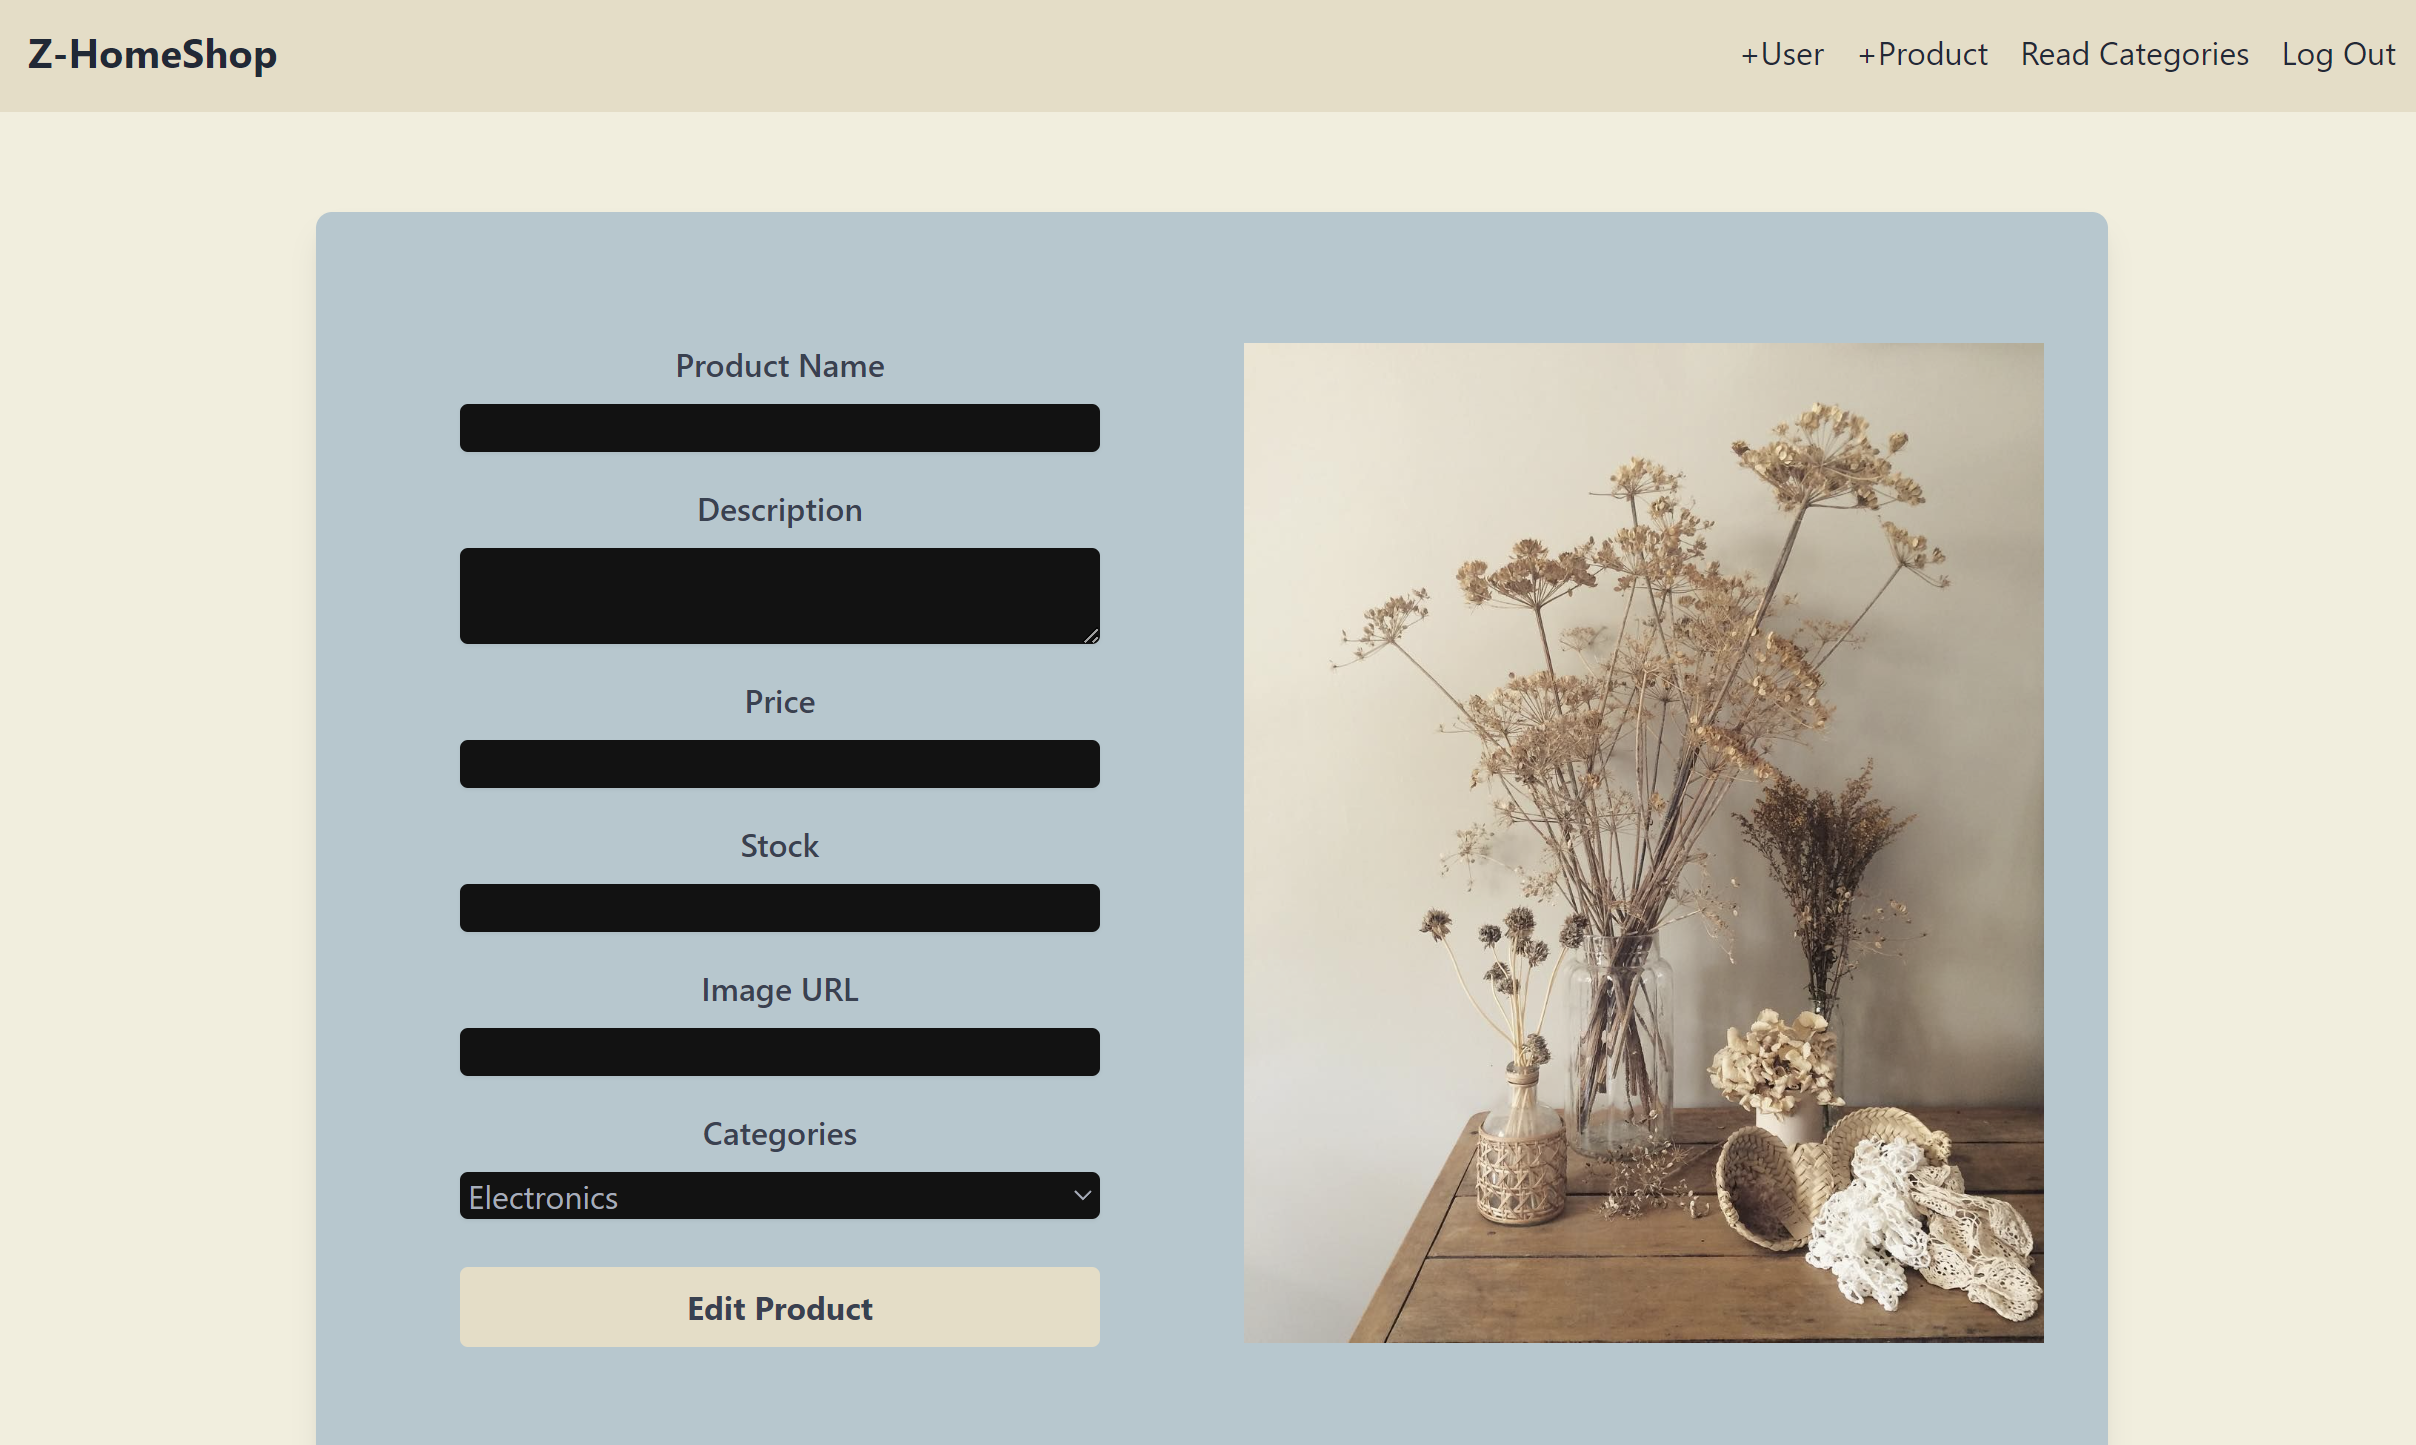 Z-HomeShop
+User +Product Read Categories Log Out
Product Name
Description
Price
Stock
Image URL
Categories
Electronics
Edit Product